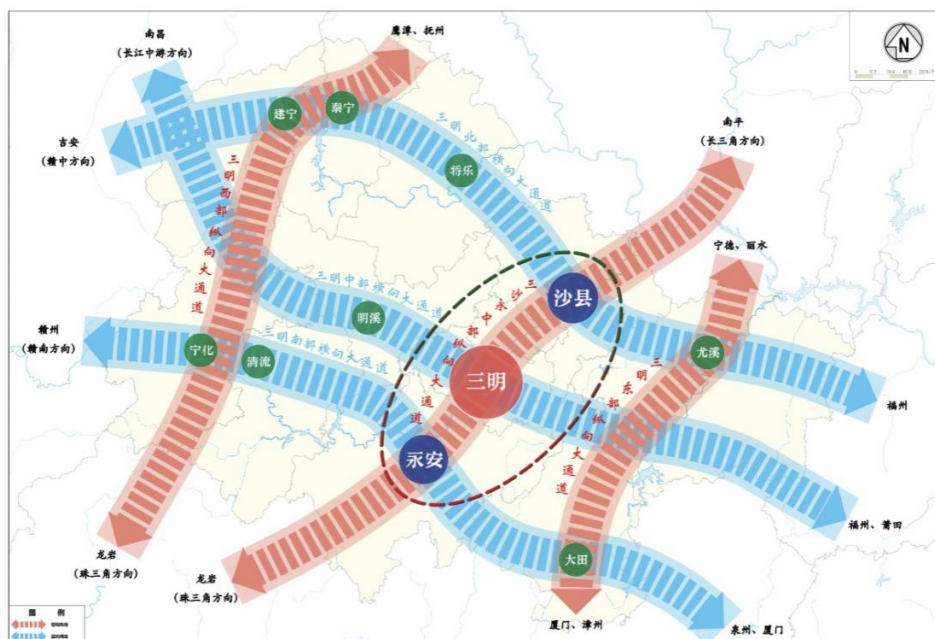 南昌
(长江中游方向)
鹰潭、抚州
N
吉安
(赣中方向)
建宁
泰宁
南平
(长三角方向)
三明北部横向大通道
将乐
三明西部纵向大通道
宁德、丽水
三明中部横向大通道
沙县
三沙永中部纵向大通道
赣州
(赣南方向)
宁化
清流
明溪
三明南部横向大通道
三明
尤溪
三明东部纵向大通道
福州
永安
福州、莆田
龙岩
(珠三角方向)
龙岩
(珠三角方向)
大田
厦门、漳州
泉州、厦门
图 例